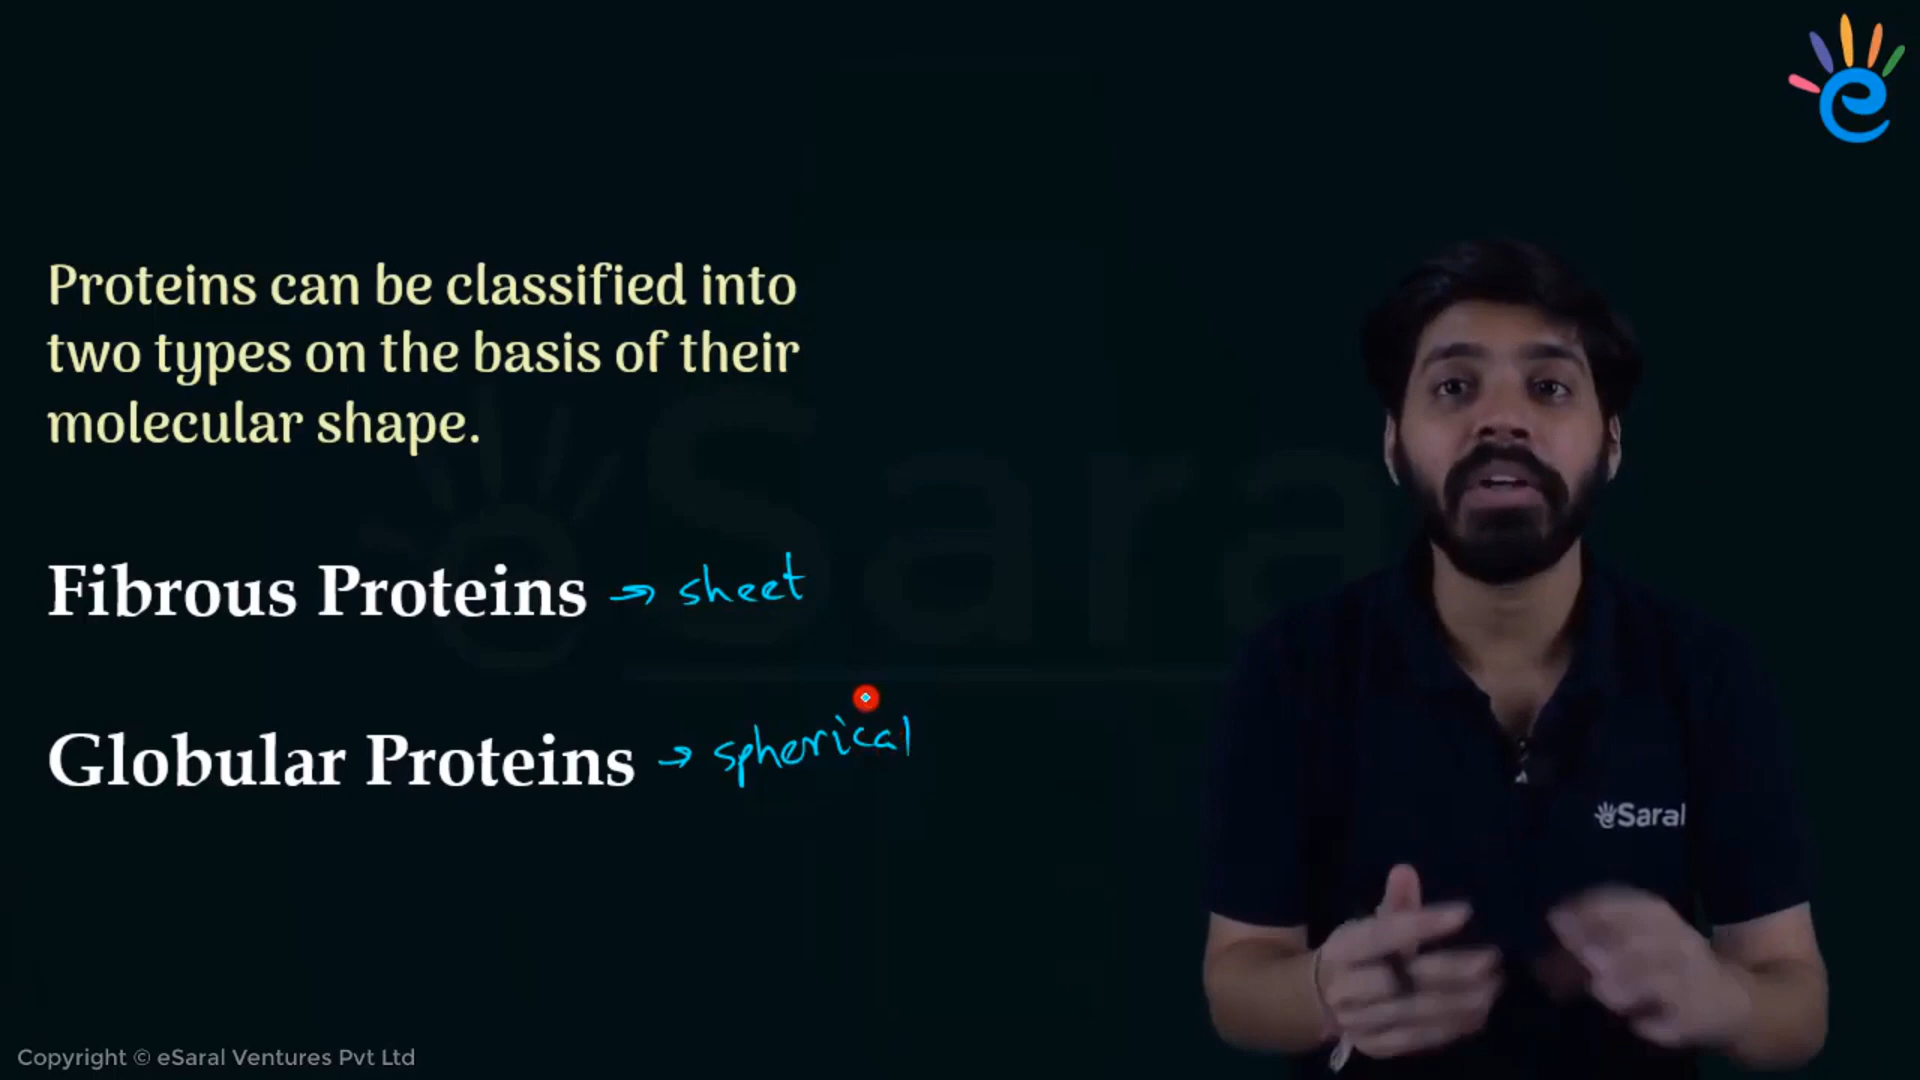 Proteins can be classified into
two types on the basis of their
molecular shape.
Fibrous Proteins → sheet
Globular Proteins → spherical
Saral
eSaral
Copyright © eSaral Ventures Pvt Ltd